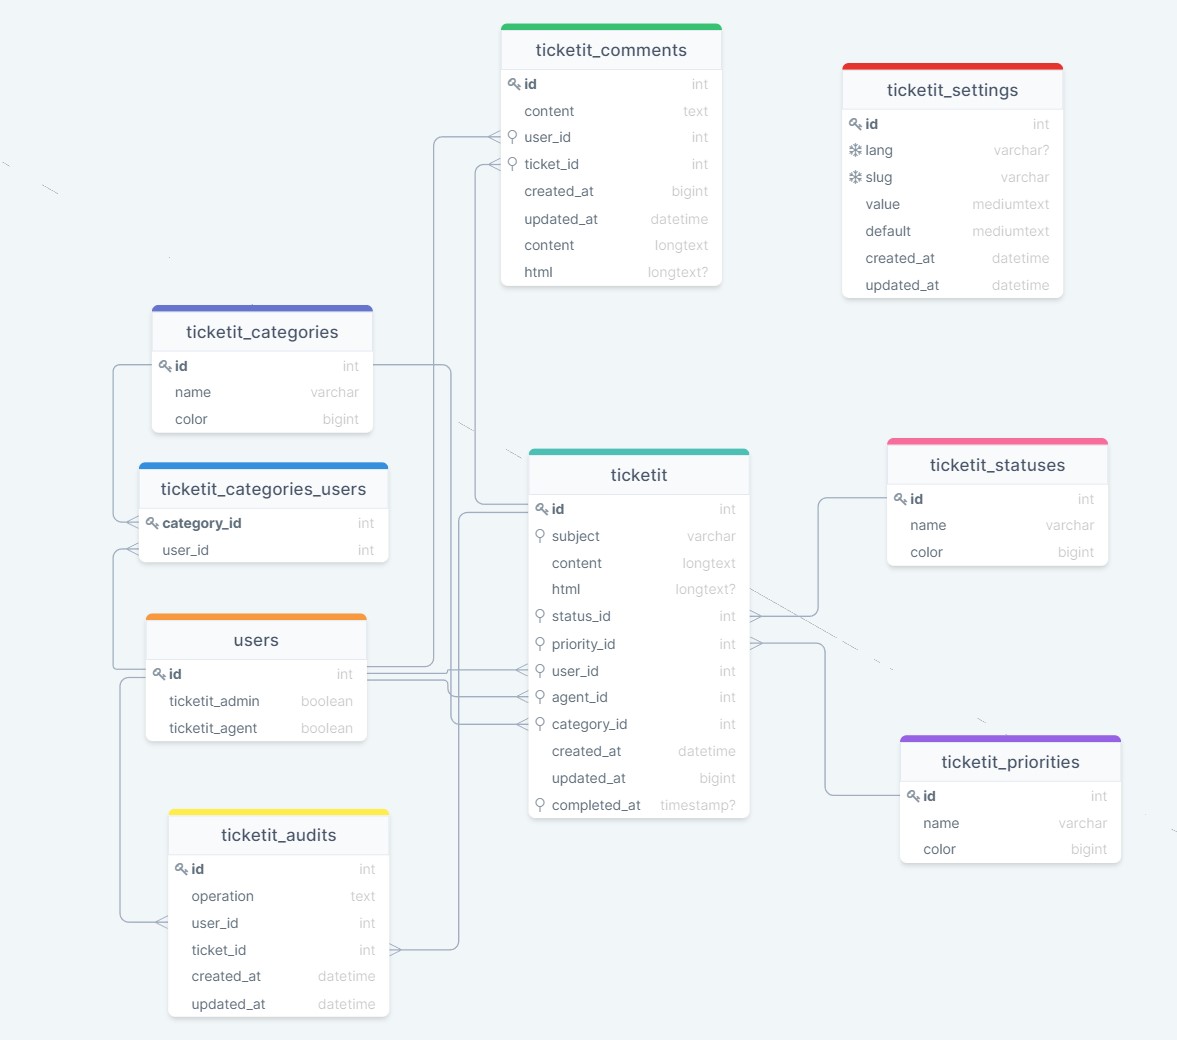 ticketit_comments
id int
content text
user_id int
ticket_id int
created_at bigint
updated_at datetime
content longtext
html longtext?
ticketit_settings
id int
lang varchar?
slug varchar
value mediumtext
default mediumtext
created_at datetime
updated_at datetime
ticketit_categories
id int
name varchar
color bigint
ticketit_categories_users
category_id int
user_id int
users
id int
ticketit_admin boolean
ticketit_agent boolean
ticketit_audits
id int
operation text
user_id int
ticket_id int
created_at datetime
updated_at datetime
ticketit
id int
subject varchar
content longtext
html longtext?
status_id int
priority_id int
user_id int
agent_id int
category_id int
created_at datetime
updated_at bigint
completed_at timestamp?
ticketit_statuses
id int
name varchar
color bigint
ticketit_priorities
id int
name varchar
color bigint